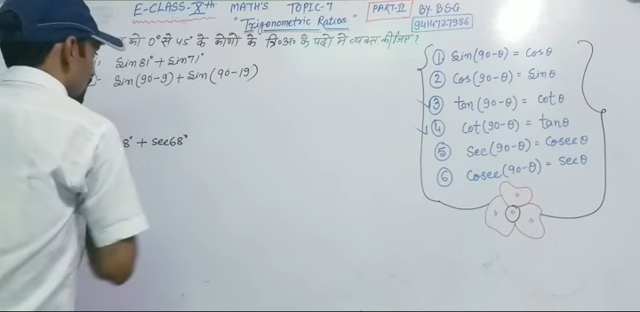 E-CLASS-Xth MATH'S TOPIC-7 PART-II BY:BSG
"Trigonometric Ratios" 9414727986
को 0° से 45° के कोणों के त्रि०अ० के पदों में व्यक्त कीजिए?
Sin 81° + Sin 71°
Sin (90-9) + Sin (90-19)
8° + Sec 68°
① Sin(90-θ) = Cosθ
② Cos(90-θ) = Sinθ
③ tan(90-θ) = Cotθ
④ Cot(90-θ) = tanθ
⑤ Sec(90-θ) = Cosecθ
⑥ Cosec(90-θ) = Secθ